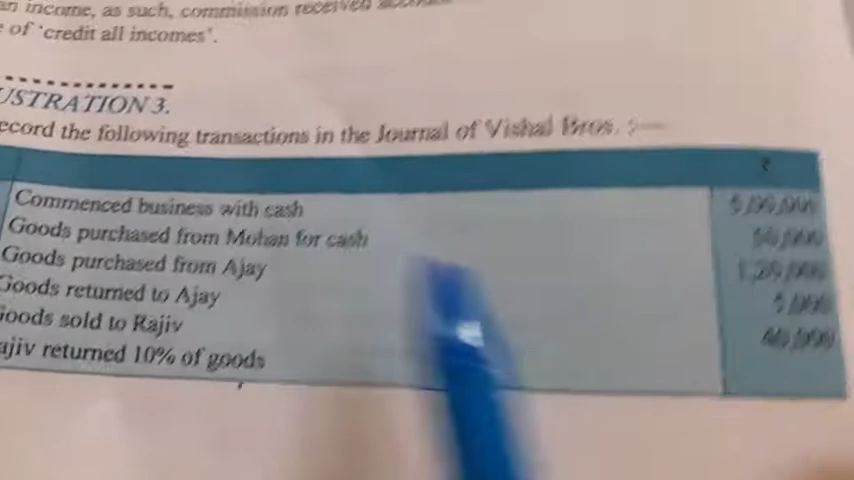 an income, as such, commission received
of 'credit all incomes'.
USTRATION 3.
ecord the following transactions in the Journal of Vishal Bros. :—
₹
Commenced business with cash
Goods purchased from Mohan for cash
Goods purchased from Ajay
Goods returned to Ajay
Goods sold to Rajiv
ajiv returned 10% of goods